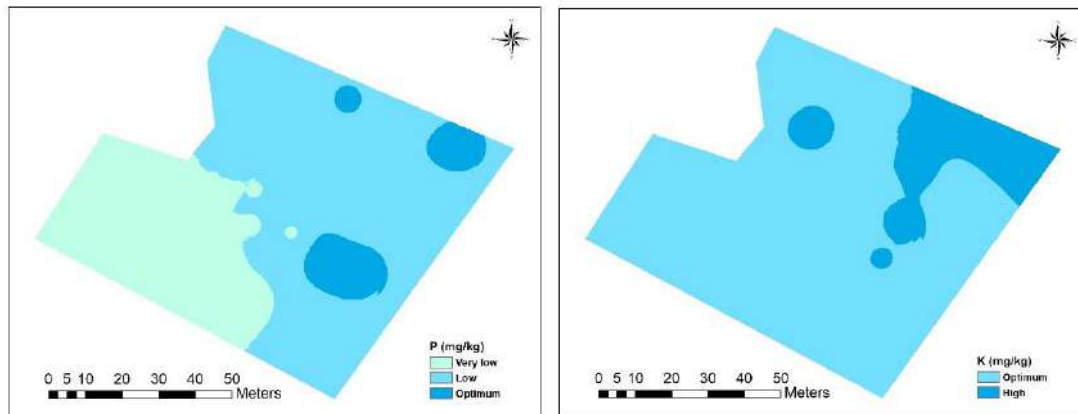 P (mg/kg)
Very low
Low
Optimum
0 5 10 20 30 40 50
Meters
K (mg/kg)
Optimum
High
0 5 10 20 30 40 50
Meters